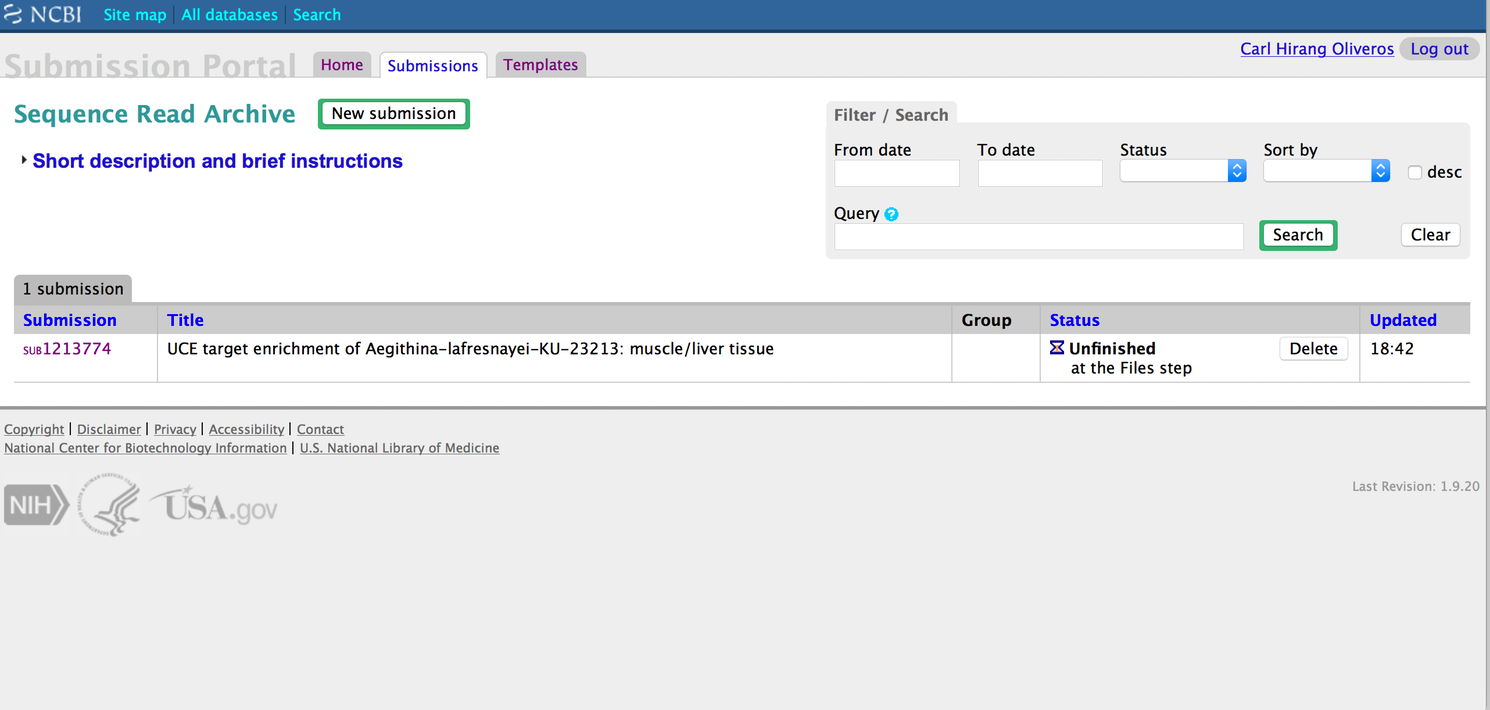 NCBI Site map All databases Search
Carl Hirang Oliveros Log out
Submission Portal Home Submissions Templates
Sequence Read Archive New submission
Short description and brief instructions
Filter / Search
From date To date Status Sort by
desc
Query ?
Search Clear
1 submission
Submission Title Group Status Updated
SUB1213774 UCE target enrichment of Aegithina-lafresnayei-KU-23213: muscle/liver tissue Unfinished Delete 18:42
at the Files step
Copyright | Disclaimer | Privacy | Accessibility | Contact
National Center for Biotechnology Information | U.S. National Library of Medicine
Last Revision: 1.9.20
NIH USA.gov